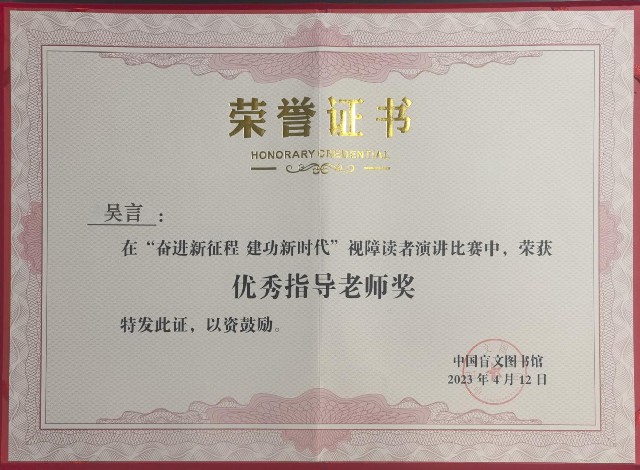 荣誉证书
HONORARY CREDENTIAL
吴言：
在“奋进新征程 建功新时代”视障读者演讲比赛中，荣获
优秀指导老师奖
特发此证，以资鼓励。
中国盲文图书馆
2023 年 4 月 12 日